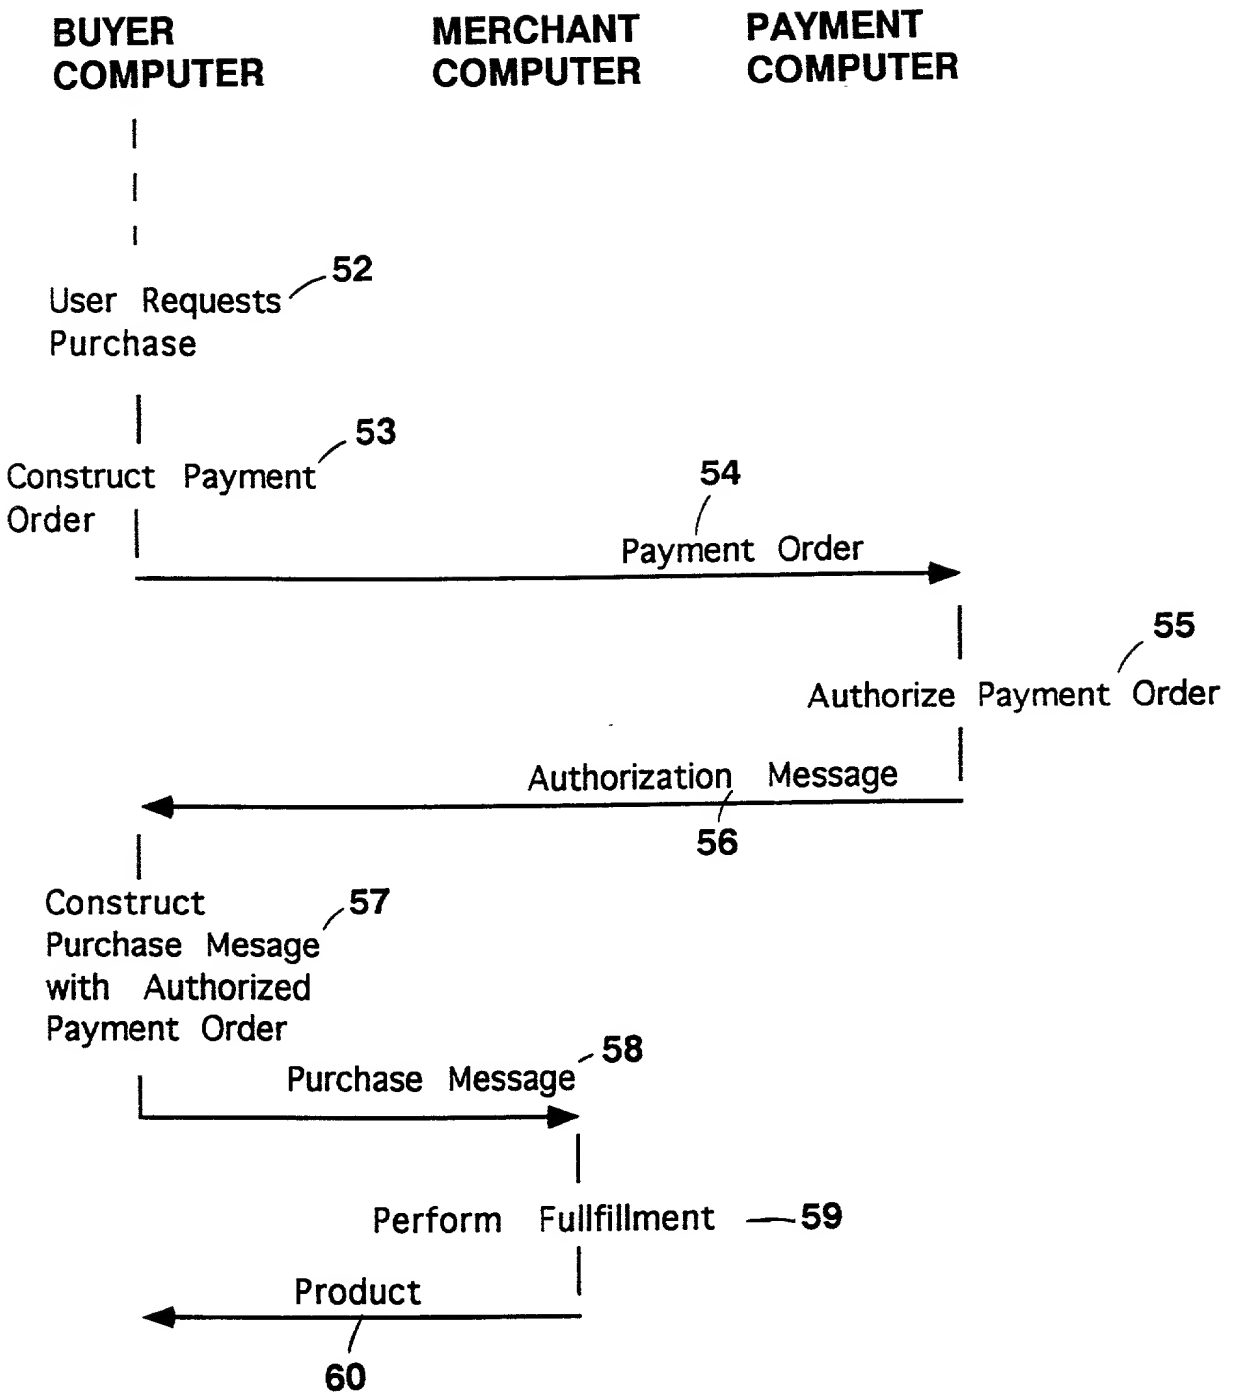 BUYER
COMPUTER
MERCHANT
COMPUTER
PAYMENT
COMPUTER
52
User Requests
Purchase
53
Construct Payment
Order
54
Payment Order
55
Authorize Payment Order
Authorization Message
56
Construct
57
Purchase Mesage
with Authorized
Payment Order
58
Purchase Message
Perform Fullfillment
59
Product
60